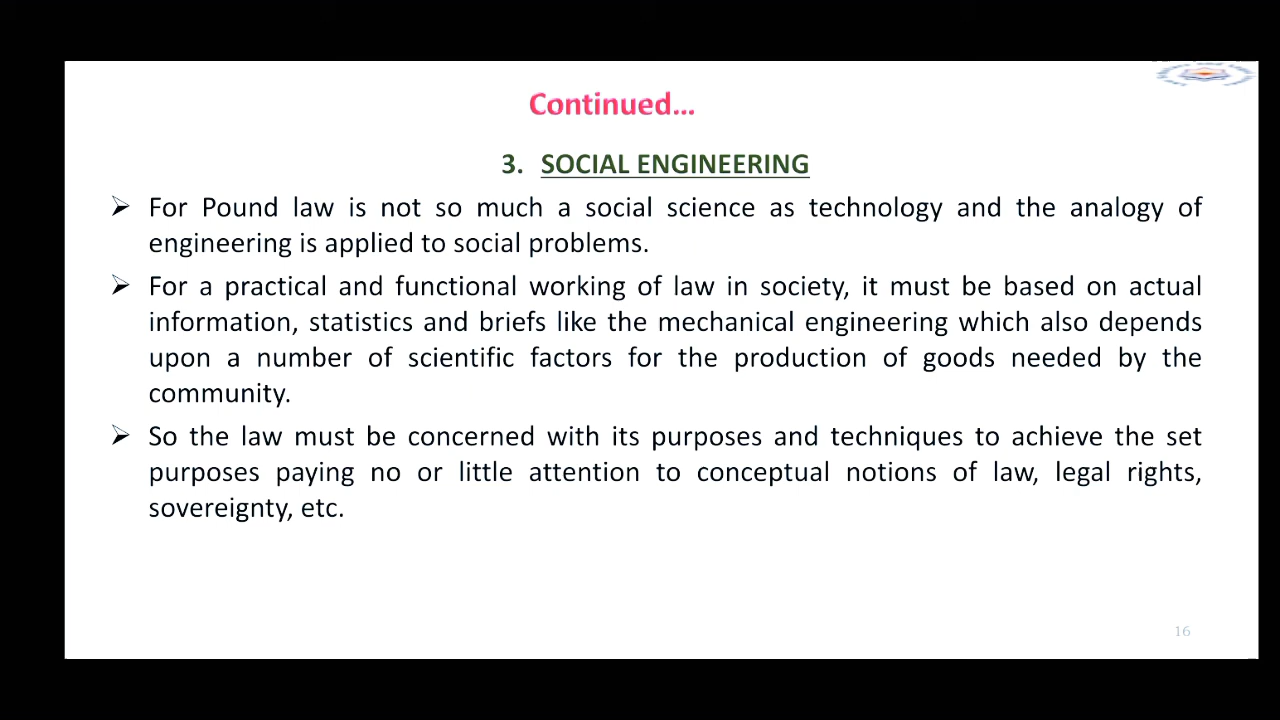 Continued...
3. SOCIAL ENGINEERING
➢ For Pound law is not so much a social science as technology and the analogy of
engineering is applied to social problems.
➢ For a practical and functional working of law in society, it must be based on actual
information, statistics and briefs like the mechanical engineering which also depends
upon a number of scientific factors for the production of goods needed by the
community.
➢ So the law must be concerned with its purposes and techniques to achieve the set
purposes paying no or little attention to conceptual notions of law, legal rights,
sovereignty, etc.
16